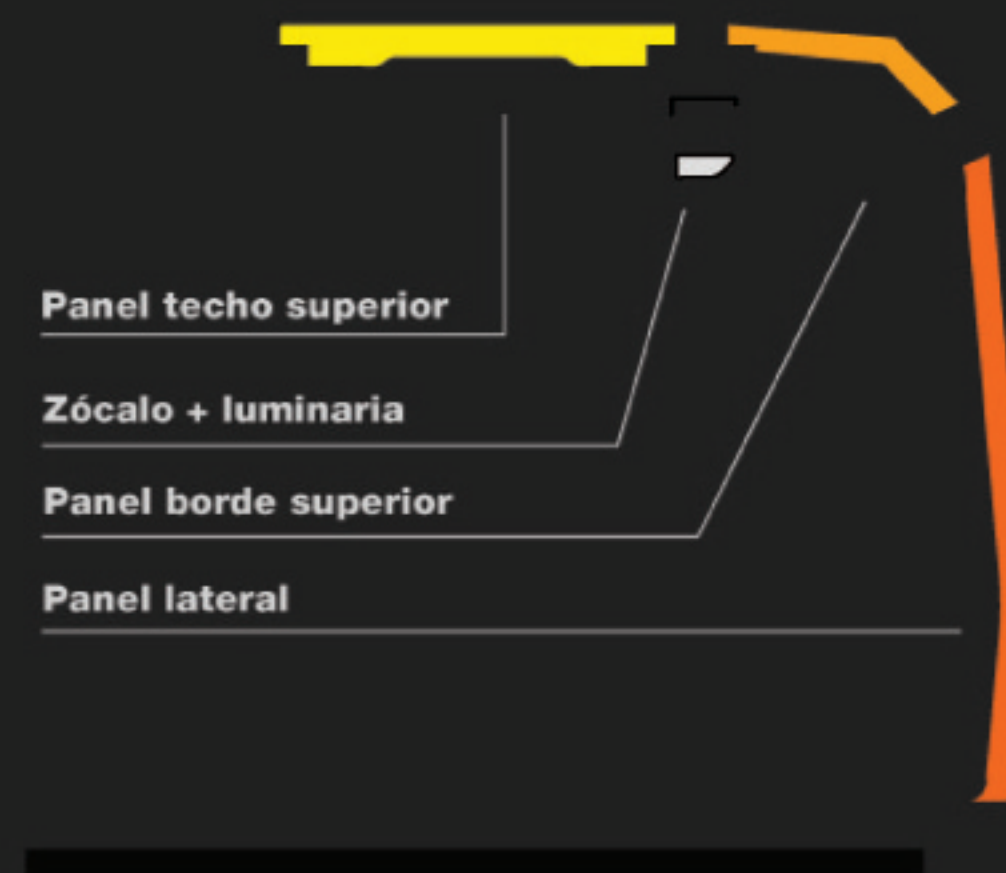 Panel techo superior
Zócalo + luminaria
Panel borde superior
Panel lateral